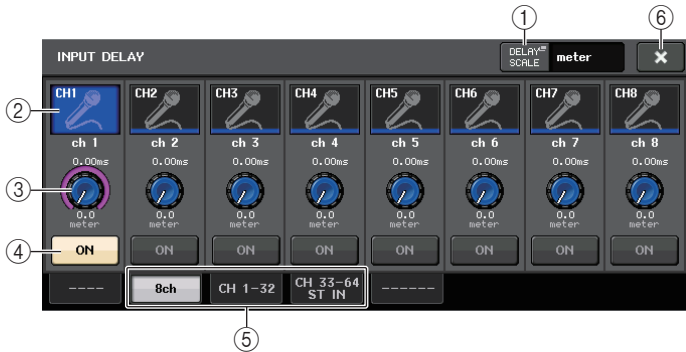 ① ⑥
INPUT DELAY
DELAY SCALE meter ×
② CH1 CH2 CH3 CH4 CH5 CH6 CH7 CH8
ch 1 ch 2 ch 3 ch 4 ch 5 ch 6 ch 7 ch 8
0.00ms 0.00ms 0.00ms 0.00ms 0.00ms 0.00ms 0.00ms 0.00ms
③
0.0 0.0 0.0 0.0 0.0 0.0 0.0 0.0
meter meter meter meter meter meter meter meter
④ ON ON ON ON ON ON ON ON
---- 8ch CH 1-32 CH 33-64 ST IN ------
⑤